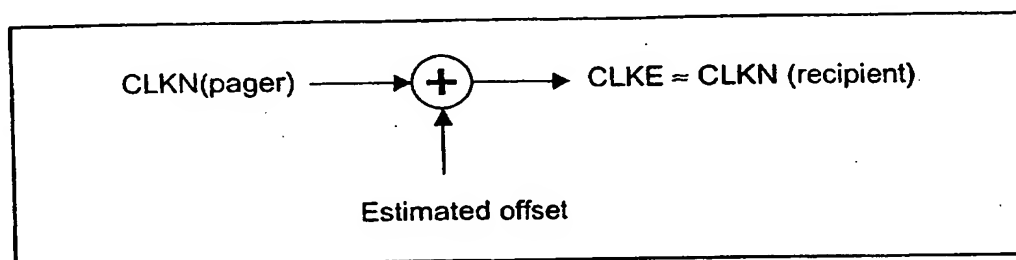 CLKN(pager) + CLKE ≈ CLKN (recipient)
Estimated offset